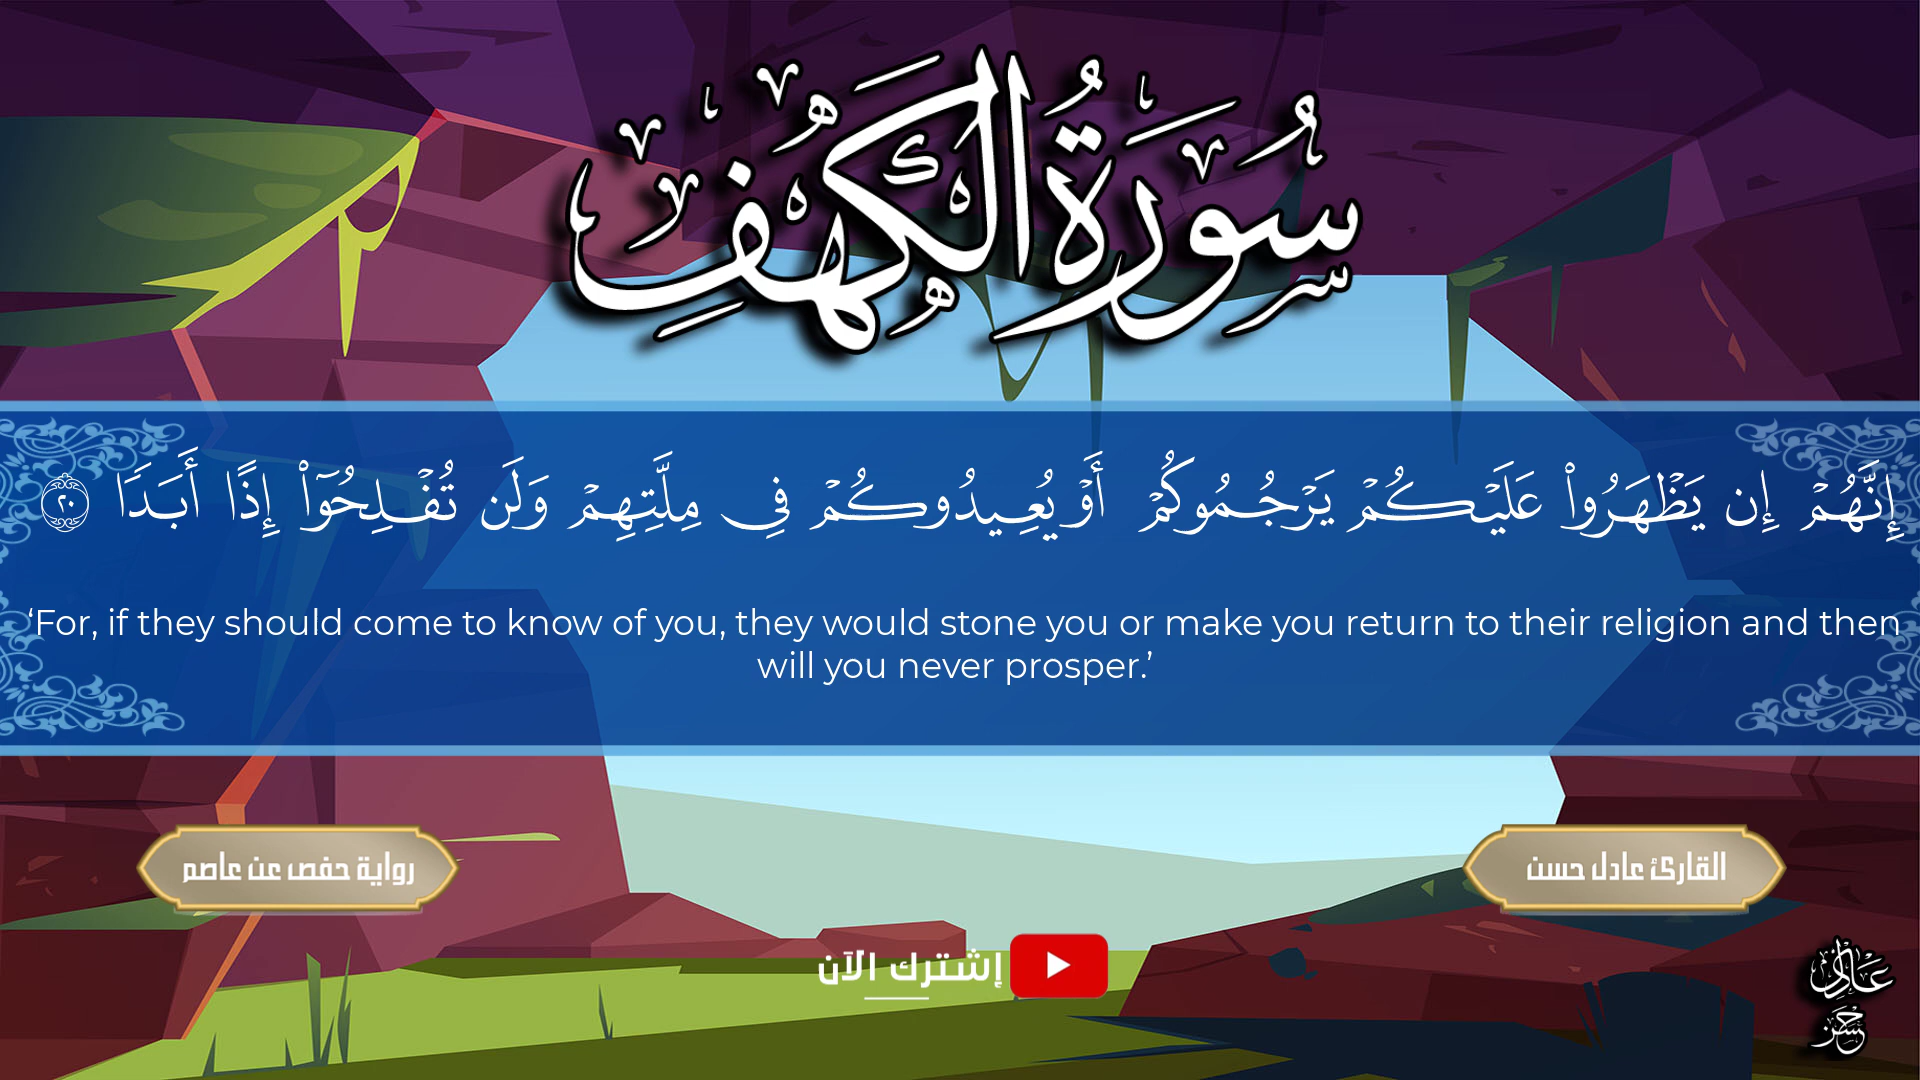 سُورَةُ الكَهْفِ
إِنَّهُمْ إِن يَظْهَرُواْ عَلَيْكُمْ يَرْجُمُوكُمْ أَوْ يُعِيدُوكُمْ فِي مِلَّتِهِمْ وَلَن تُفْلِحُوٓاْ إِذًا أَبَدًا ٢٠
‘For, if they should come to know of you, they would stone you or make you return to their religion and then
will you never prosper.’
القارئ عادل حسن
رواية حفص عن عاصم
إشترك الآن
عادل
حسن